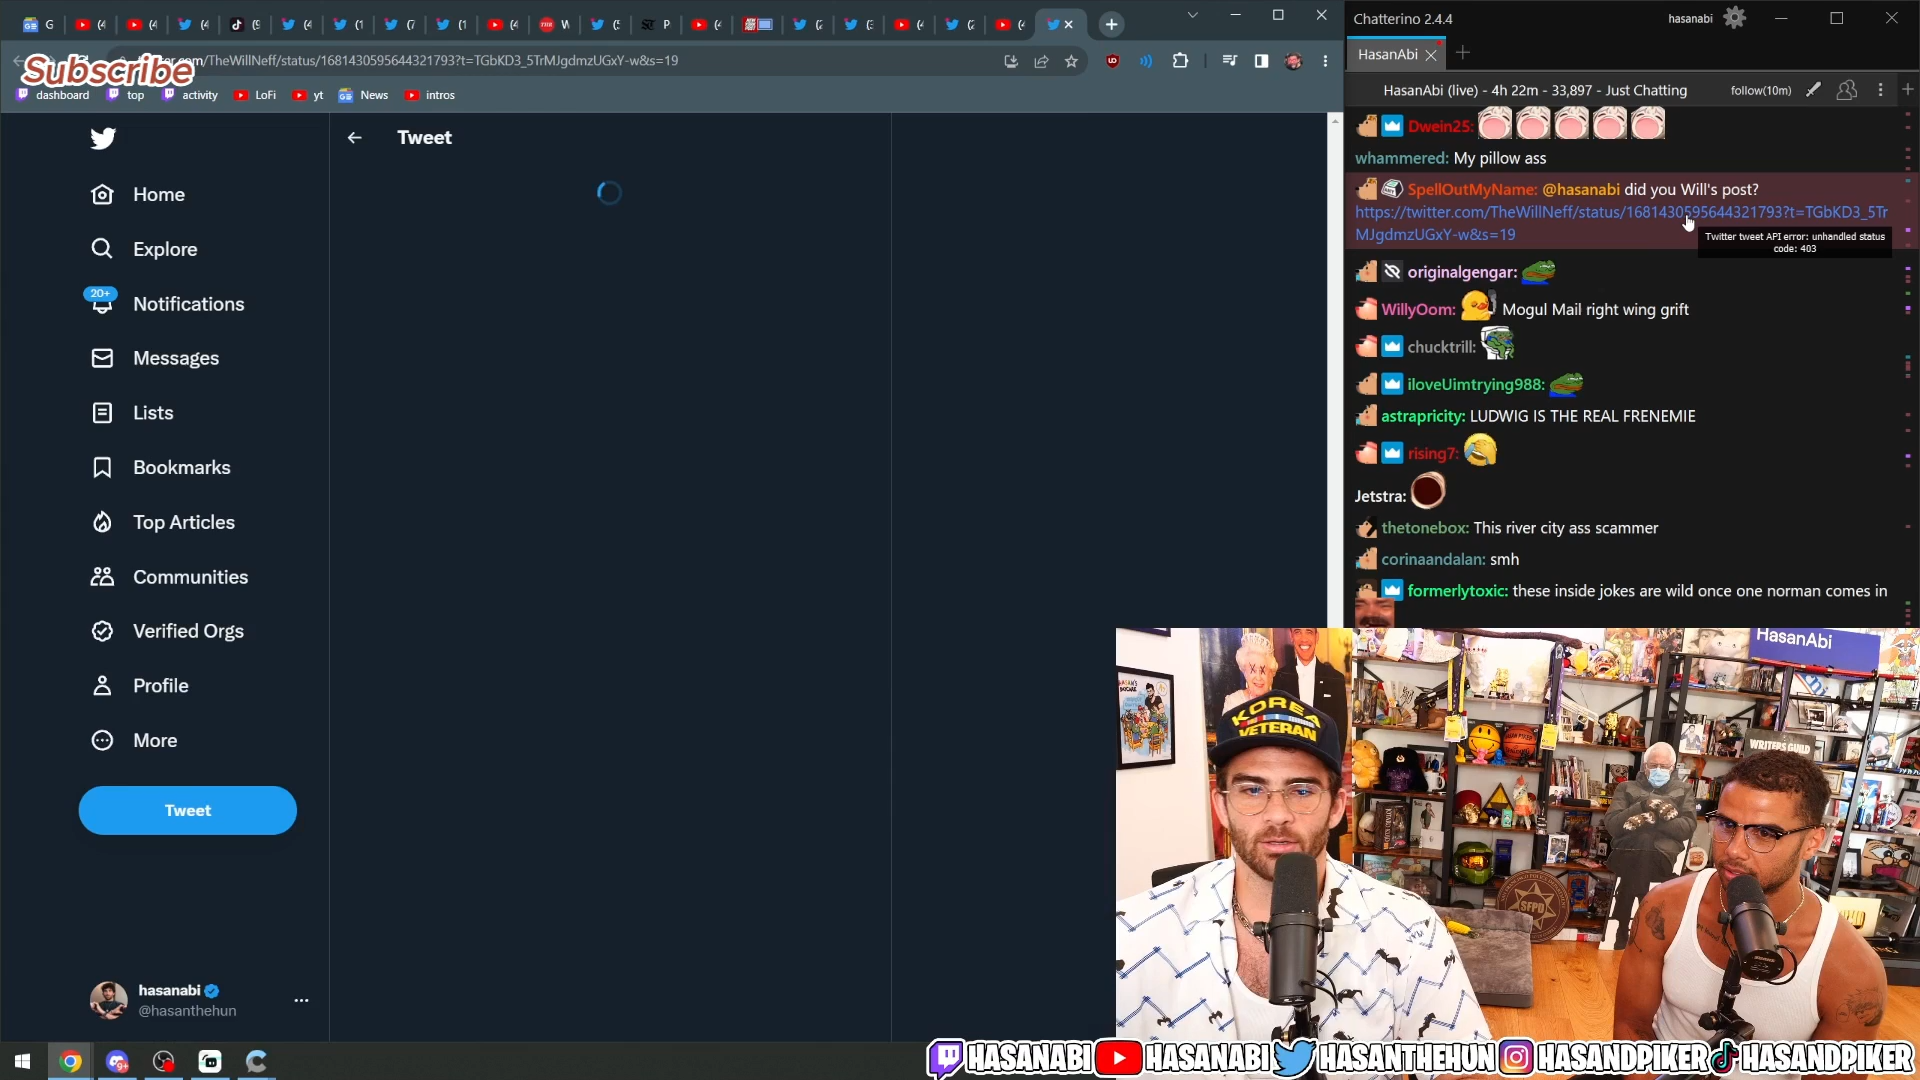 Subscribe
.com/TheWillNeff/status/1681430595644321793?t=TGbKD3_5TrMJgdmzUGxY-w&s=19
dashboard top activity LoFi yt News intros
Tweet
Home
Explore
20+
Notifications
Messages
Lists
Bookmarks
Top Articles
Communities
Verified Orgs
Profile
More
Tweet
hasanabi
@hasanthehun
Chatterino 2.4.4
hasanabi
HasanAbi
HasanAbi (live) - 4h 22m - 33,897 - Just Chatting
follow(10m)
Dwein25:
whammered: My pillow ass
SpellOutMyName: @hasanabi did you Will's post?
https://twitter.com/TheWillNeff/status/1681430595644321793?t=TGbKD3_5Tr
MJgdmzUGxY-w&s=19
Twitter tweet API error: unhandled status
code: 403
originalgengar:
WillyOom: Mogul Mail right wing grift
chucktrill:
iloveUimtrying988:
astrapricity: LUDWIG IS THE REAL FRENEMIE
rising7:
Jetstra:
thetonebox: This river city ass scammer
corinaandalan: smh
formerlytoxic: these inside jokes are wild once one norman comes in
HasanAbi
KOREA
VETERAN
WRITERS GUILD
SFPD
HASANABI HASANABI HASANTHEHUN HASANDPIKER HASANDPIKER